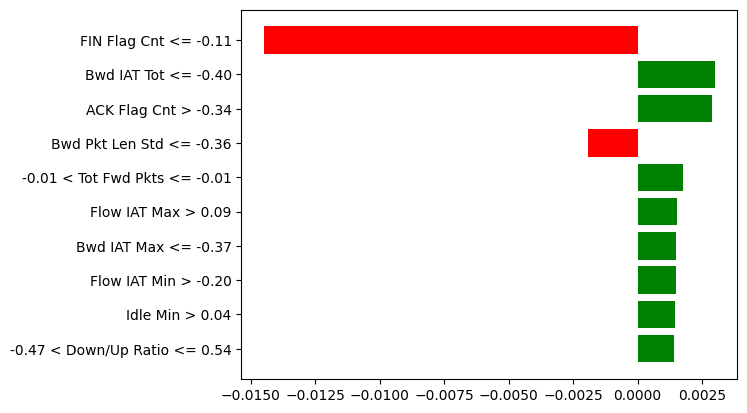 FIN Flag Cnt <= -0.11
Bwd IAT Tot <= -0.40
ACK Flag Cnt > -0.34
Bwd Pkt Len Std <= -0.36
-0.01 < Tot Fwd Pkts <= -0.01
Flow IAT Max > 0.09
Bwd IAT Max <= -0.37
Flow IAT Min > -0.20
Idle Min > 0.04
-0.47 < Down/Up Ratio <= 0.54
−0.0150 −0.0125 −0.0100 −0.0075 −0.0050 −0.0025 0.0000 0.0025